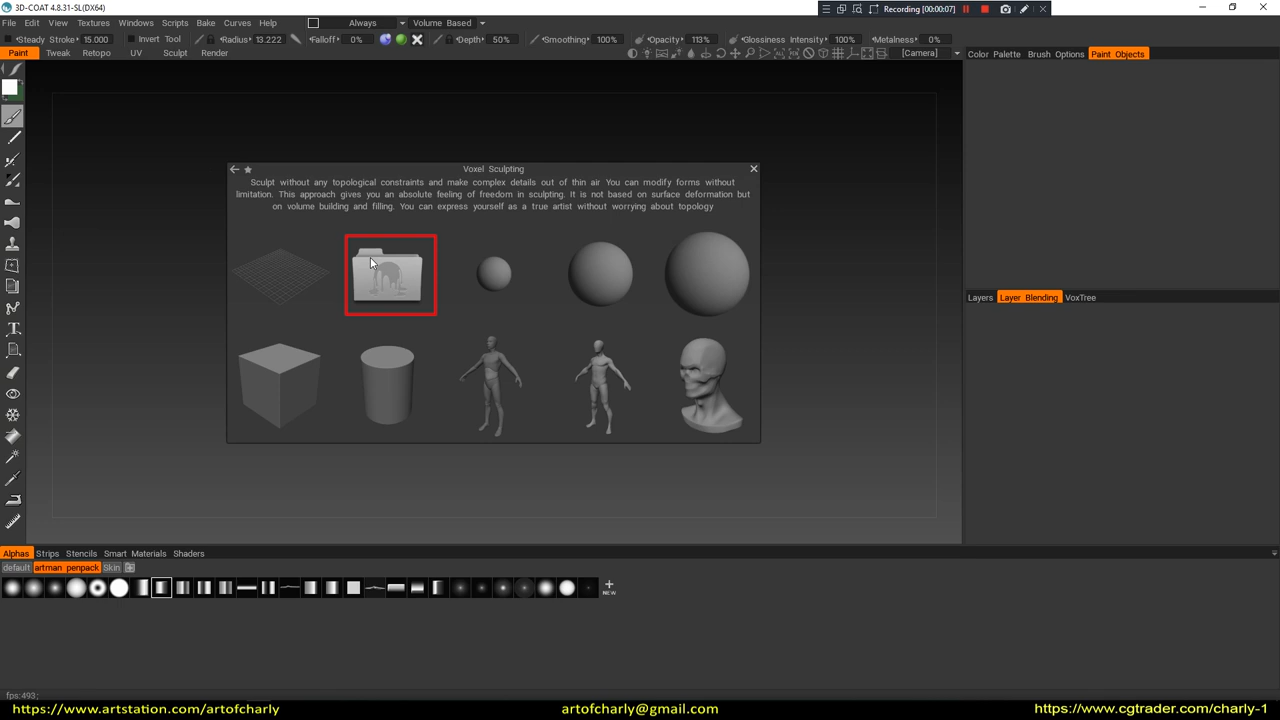 3D-COAT 4.8.31-SL(DX64)
Recording [00:00:07]
File Edit View Textures Windows Scripts Bake Curves Help Always Volume Based
Steady Stroke 15.000 Invert Tool Radius 13.222 Falloff 0% Depth 50% Smoothing 100% Opacity 113% Glossiness Intensity 100% Metalness 0%
Paint Tweak Retopo UV Sculpt Render [Camera] Color Palette Brush Options Paint Objects
Voxel Sculpting
Sculpt without any topological constraints and make complex details out of thin air You can modify forms without
limitation. This approach gives you an absolute feeling of freedom in sculpting. It is not based on surface deformation but
on volume building and filling. You can express yourself as a true artist without worrying about topology
Layers Layer Blending VoxTree
Alphas Strips Stencils Smart Materials Shaders
default artman penpack Skin
NEW
fps:493;
https://www.artstation.com/artofcharly artofcharly@gmail.com https://www.cgtrader.com/charly-1